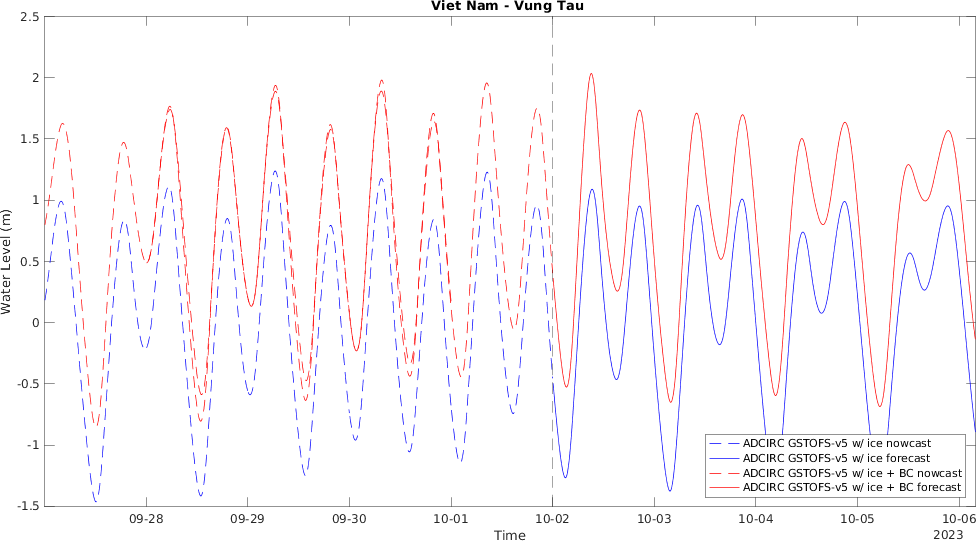 Viet Nam - Vung Tau
2.5
2
1.5
1
0.5
0
-0.5
-1
-1.5
Water Level (m)
09-28
09-29
09-30
10-01
10-02
10-03
10-04
10-05
10-06
2023
Time
ADCIRC GSTOFS-v5 w/ ice nowcast
ADCIRC GSTOFS-v5 w/ ice forecast
ADCIRC GSTOFS-v5 w/ ice + BC nowcast
ADCIRC GSTOFS-v5 w/ ice + BC forecast